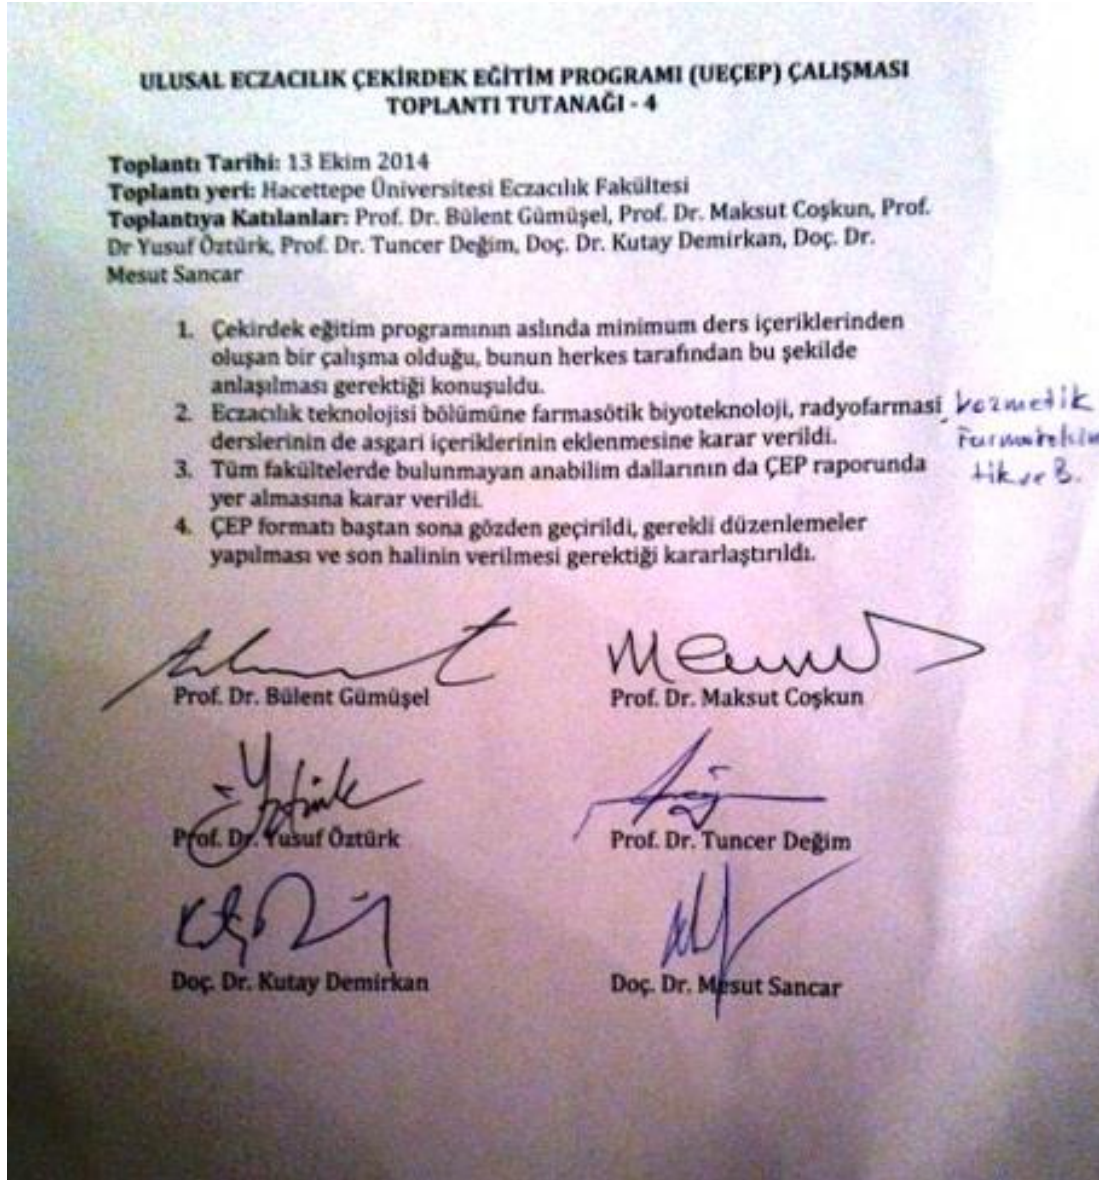 ULUSAL ECZACILIK ÇEKİRDEK EĞİTİM PROGRAMI (UEÇEP) ÇALIŞMASI
TOPLANTI TUTANAĞI - 4
Toplantı Tarihi: 13 Ekim 2014
Toplantı yeri: Hacettepe Üniversitesi Eczacılık Fakültesi
Toplantıya Katılanlar: Prof. Dr. Bülent Gümüşel, Prof. Dr. Maksut Coşkun, Prof.
Dr Yusuf Öztürk, Prof. Dr. Tuncer Değim, Doç. Dr. Kutay Demirkan, Doç. Dr.
Mesut Sancar
1. Çekirdek eğitim programının aslında minimum ders içeriklerinden
oluşan bir çalışma olduğu, bunun herkes tarafından bu şekilde
anlaşılması gerektiği konuşuldu.
2. Eczacılık teknolojisi bölümüne farmasötik biyoteknoloji, radyofarmasi, kozmetik
derslerinin de asgari içeriklerinin eklenmesine karar verildi.
tik ve B.
3. Tüm fakültelerde bulunmayan anabilim dallarının da ÇEP raporunda
yer almasına karar verildi.
4. ÇEP formatı baştan sona gözden geçirildi, gerekli düzenlemeler
yapılması ve son halinin verilmesi gerektiği kararlaştırıldı.
Prof. Dr. Bülent Gümüşel
Prof. Dr. Maksut Coşkun
Prof. Dr. Yusuf Öztürk
Prof. Dr. Tuncer Değim
Doç. Dr. Kutay Demirkan
Doç. Dr. Mesut Sancar